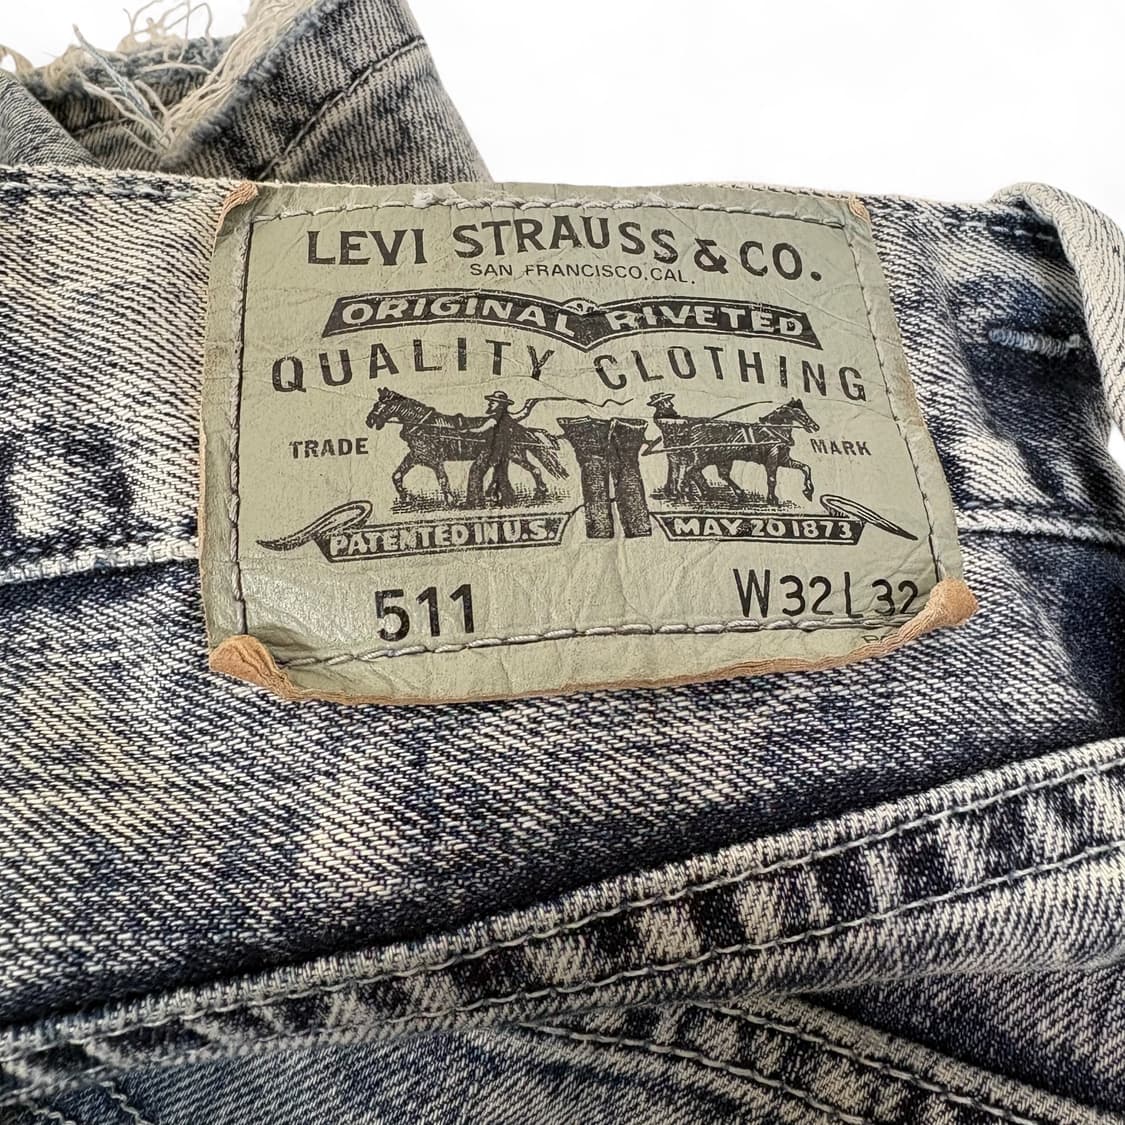 LEVI STRAUSS & CO.
SAN FRANCISCO, CAL.
ORIGINAL RIVETED
QUALITY CLOTHING
TRADE MARK
PATENTED IN U.S. MAY 20 1873
511 W32 L 32